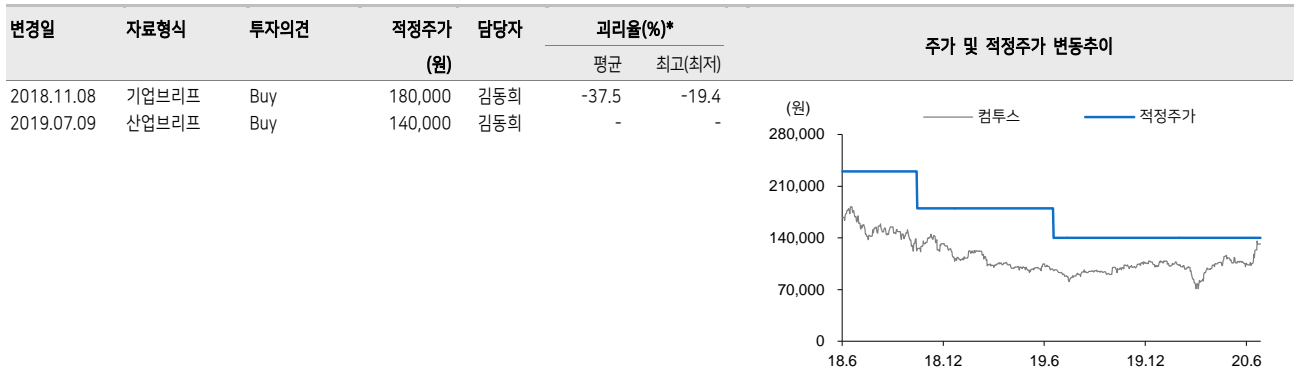 변경일 자료형식 투자의견 적정주가 담당자 괴리율(%)* 주가 및 적정주가 변동추이
(원) 평균 최고(최저)
2018.11.08 기업브리프 Buy 180,000 김동희 -37.5 -19.4
2019.07.09 산업브리프 Buy 140,000 김동희 - -
(원) 컴투스 적정주가
280,000
210,000
140,000
70,000
0
18.6 18.12 19.6 19.12 20.6